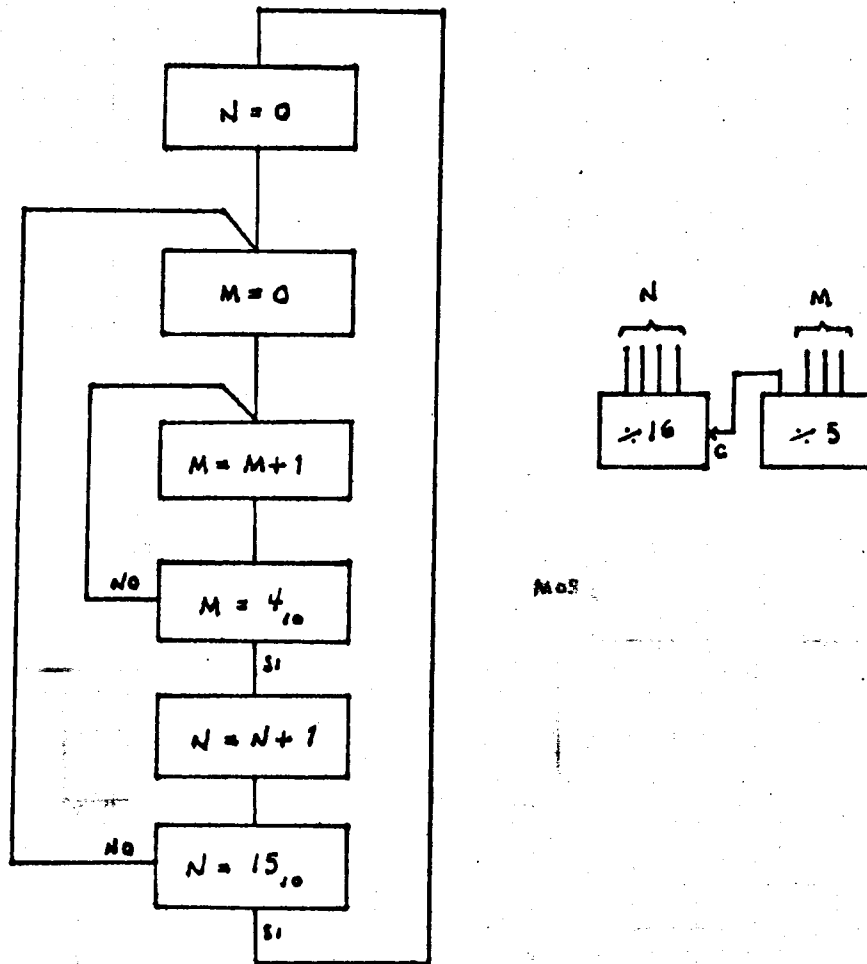 N = 0
M = 0
M = M + 1
NO
M = 4₁₀
SI
N = N + 1
NO
N = 15₁₀
SI
N
M
÷ 16
C
÷ 5